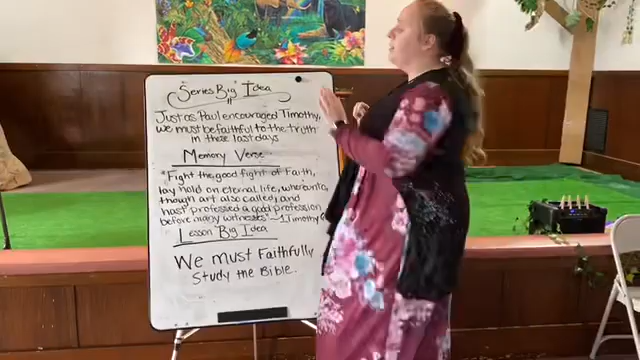 Series Big Idea
Just as Paul encouraged Timothy,
we must be faithful to the truth
in these last days
Memory Verse
"Fight the good fight of Faith,
lay hold on eternal life, whereunto
thou art also called, and
hast professed a good profession
before many witnesses." ~1 Timothy
Lesson Big Idea
We must Faithfully
Study the Bible.